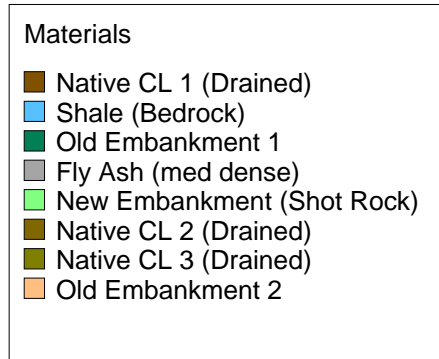 Materials
Native CL 1 (Drained)
Shale (Bedrock)
Old Embankment 1
Fly Ash (med dense)
New Embankment (Shot Rock)
Native CL 2 (Drained)
Native CL 3 (Drained)
Old Embankment 2